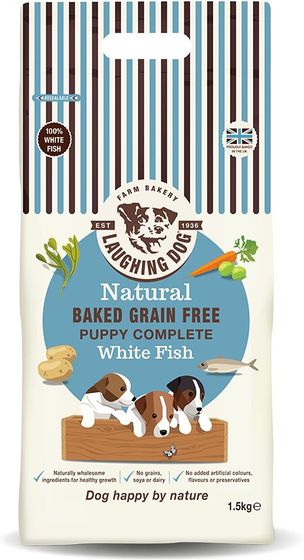 RESEALABLE
100%
WHITE
FISH
PROUDLY BAKED
IN THE UK
FARM BAKERY
EST 1936
LAUGHING DOG
Natural
BAKED GRAIN FREE
PUPPY COMPLETE
White Fish
Naturally wholesome
ingredients for healthy growth
No grains,
soya or dairy
No added artificial colours,
flavours or preservatives
Dog happy by nature
1.5kg e